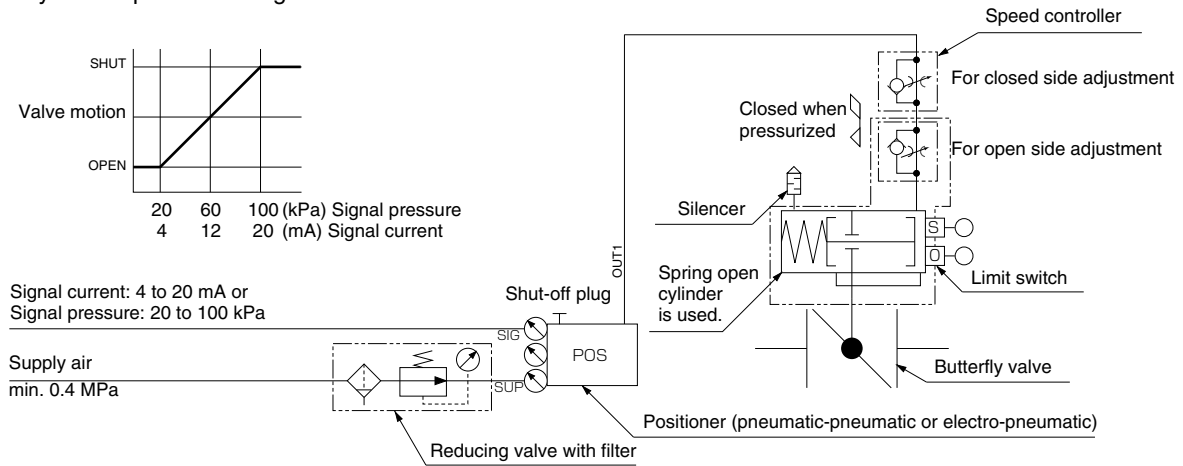 Speed controller
SHUT
Valve motion
OPEN
20 60 100 (kPa) Signal pressure
4 12 20 (mA) Signal current
For closed side adjustment
Closed when
pressurized
For open side adjustment
Silencer
S
O
Limit switch
OUT1
Spring open
cylinder
is used.
Signal current: 4 to 20 mA or
Signal pressure: 20 to 100 kPa
Shut-off plug
SIG
POS
Supply air
min. 0.4 MPa
SUP
Butterfly valve
Positioner (pneumatic-pneumatic or electro-pneumatic)
Reducing valve with filter